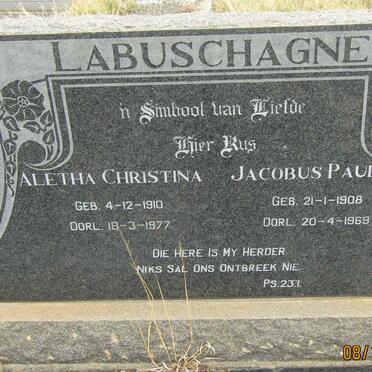 LABUSCHAGNE
'n Simbool van Liefde
Hier Rus
ALETHA CHRISTINA JACOBUS
GEB. 4-12-1910 GEB. 21-1-1908
OORL. 18-3-1977 OORL. 20-4-1969
DIE HERE IS MY HERDER
NIKS SAL ONS ONTBREEK NIE
PS. 23:1.